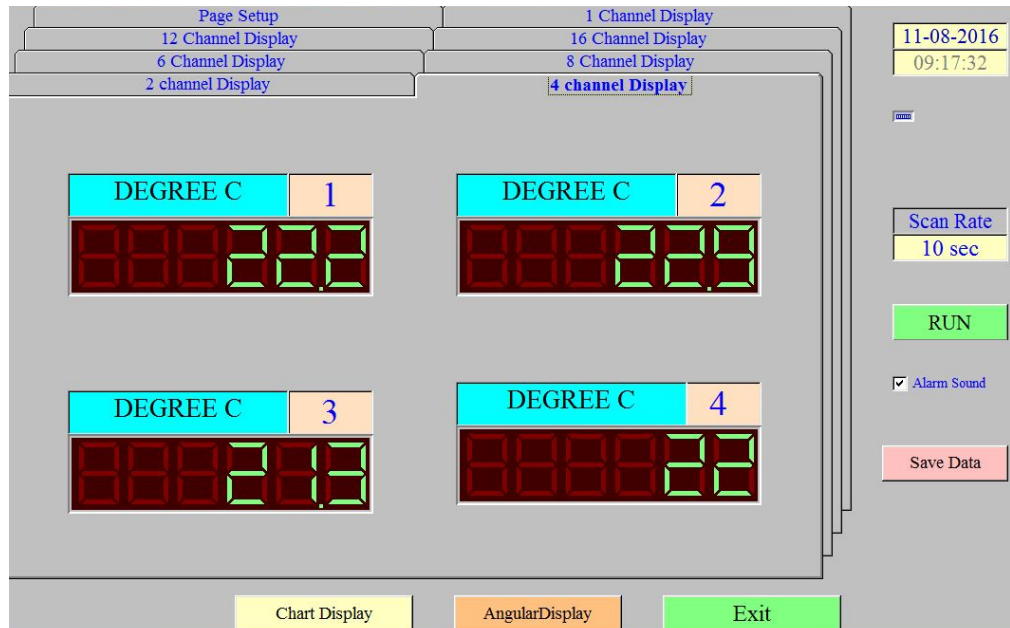 Page Setup
1 Channel Display
12 Channel Display
16 Channel Display
6 Channel Display
8 Channel Display
2 channel Display
4 channel Display
11-08-2016
09:17:32
DEGREE C 1
22.2
DEGREE C 2
22.9
Scan Rate
10 sec
RUN
Alarm Sound
DEGREE C 3
21.3
DEGREE C 4
22
Save Data
Chart Display
AngularDisplay
Exit